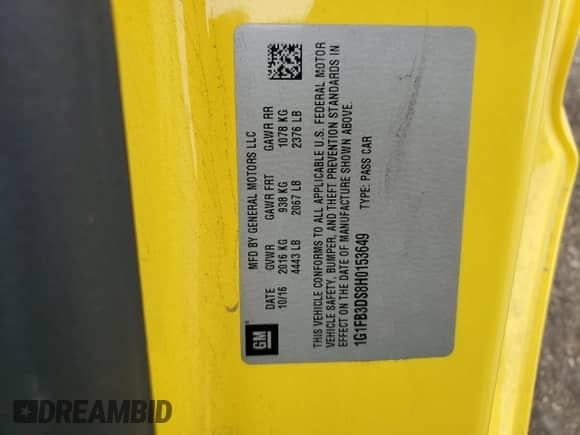 MFD BY GENERAL MOTORS LLC
DATE GVWR GAWR FRT GAWR RR
10/16 2016 KG 938 KG 1078 KG
4443 LB 2067 LB 2376 LB
THIS VEHICLE CONFORMS TO ALL APPLICABLE U.S. FEDERAL MOTOR
VEHICLE SAFETY, BUMPER, AND THEFT PREVENTION STANDARDS IN
EFFECT ON THE DATE OF MANUFACTURE SHOWN ABOVE.
1G1FB3DS8H0153649 TYPE: PASS CAR
GM
DREAMBID